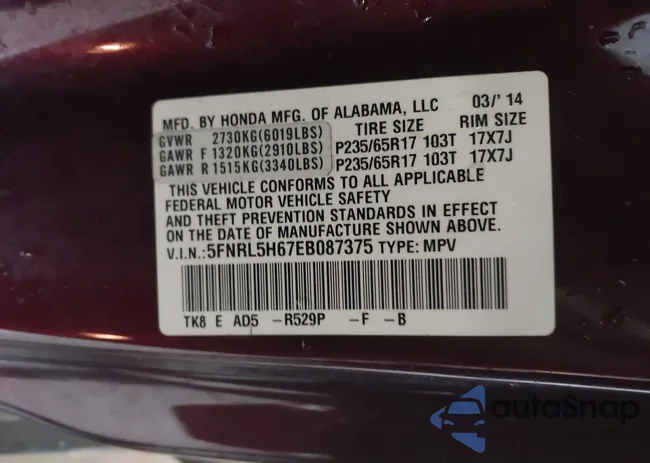 MFD. BY HONDA MFG. OF ALABAMA, LLC 03/'14
GVWR 2730KG(6019LBS) TIRE SIZE RIM SIZE
GAWR F 1320KG(2910LBS) P235/65R17 103T 17X7J
GAWR R 1515KG(3340LBS) P235/65R17 103T 17X7J
THIS VEHICLE CONFORMS TO ALL APPLICABLE
FEDERAL MOTOR VEHICLE SAFETY
AND THEFT PREVENTION STANDARDS IN EFFECT
ON THE DATE OF MANUFACTURE SHOWN ABOVE.
V.I.N.:5FNRL5H67EB087375 TYPE: MPV
TK8 E AD5 -R529P -F -B
autoSnap